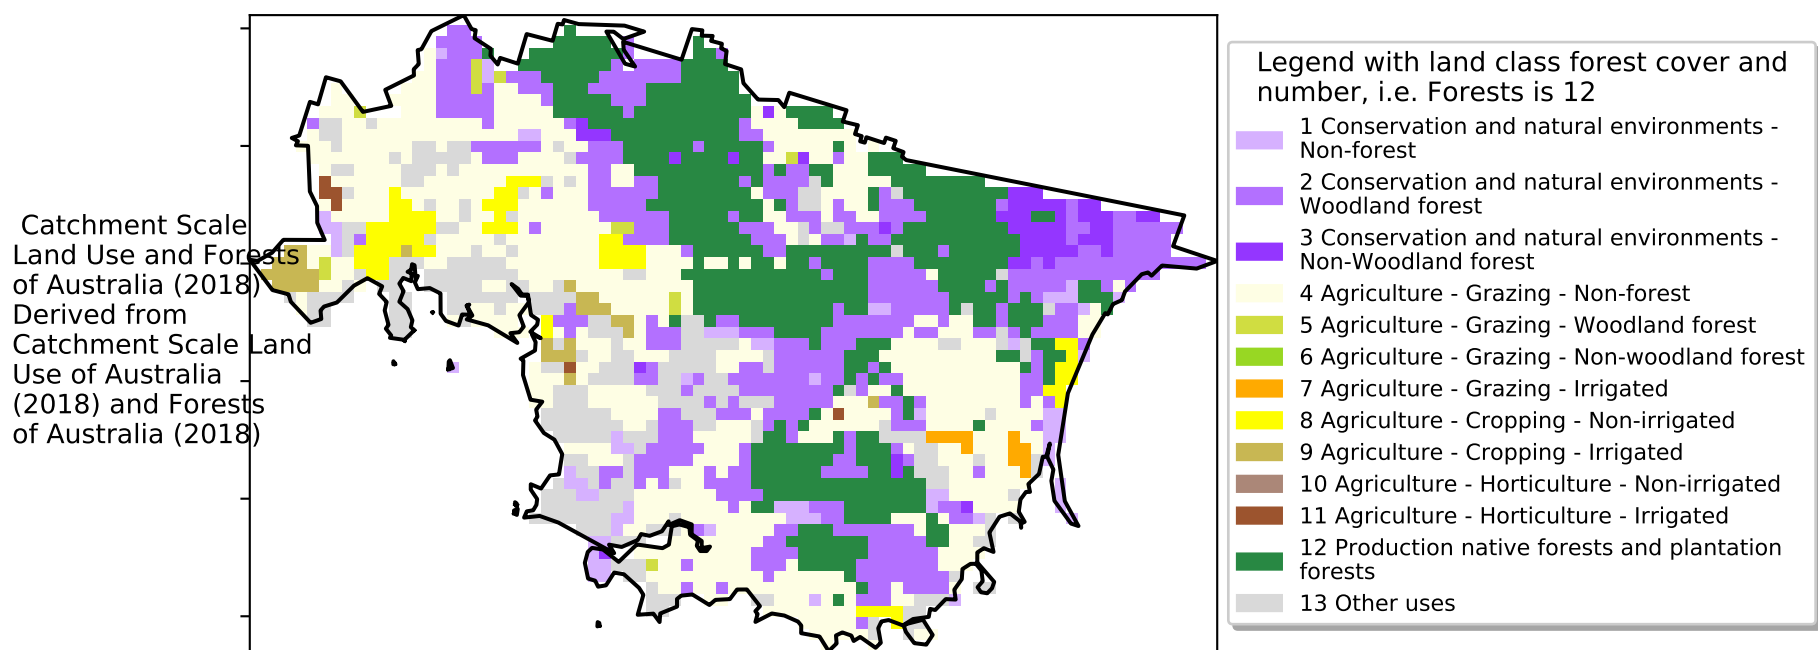 Catchment Scale
Land Use and Forests
of Australia (2018)
Derived from
Catchment Scale Land
Use of Australia
(2018) and Forests
of Australia (2018)
Legend with land class forest cover and
number, i.e. Forests is 12
1 Conservation and natural environments -
Non-forest
2 Conservation and natural environments -
Woodland forest
3 Conservation and natural environments -
Non-Woodland forest
4 Agriculture - Grazing - Non-forest
5 Agriculture - Grazing - Woodland forest
6 Agriculture - Grazing - Non-woodland forest
7 Agriculture - Grazing - Irrigated
8 Agriculture - Cropping - Non-irrigated
9 Agriculture - Cropping - Irrigated
10 Agriculture - Horticulture - Non-irrigated
11 Agriculture - Horticulture - Irrigated
12 Production native forests and plantation
forests
13 Other uses